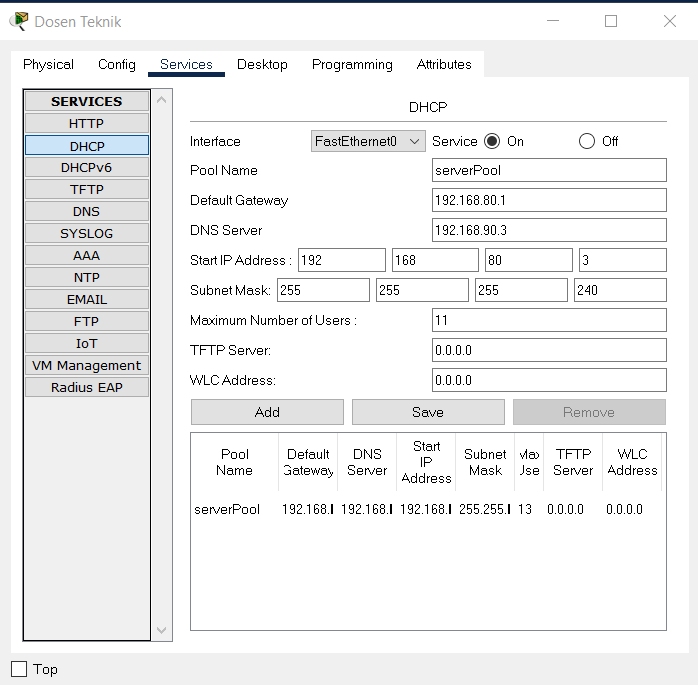 Dosen Teknik
Physical Config Services Desktop Programming Attributes
SERVICES
HTTP
DHCP
DHCPv6
TFTP
DNS
SYSLOG
AAA
NTP
EMAIL
FTP
IoT
VM Management
Radius EAP
DHCP
Interface FastEthernet0 Service On Off
Pool Name serverPool
Default Gateway 192.168.80.1
DNS Server 192.168.90.3
Start IP Address : 192 168 80 3
Subnet Mask: 255 255 255 240
Maximum Number of Users : 11
TFTP Server: 0.0.0.0
WLC Address: 0.0.0.0
Add Save Remove
Pool Name
Default Gateway
DNS Server
Start IP Address
Subnet Mask
TFTP Server
WLC Address
serverPool 192.168. 192.168. 192.168. 255.255. 13 0.0.0.0 0.0.0.0
Top